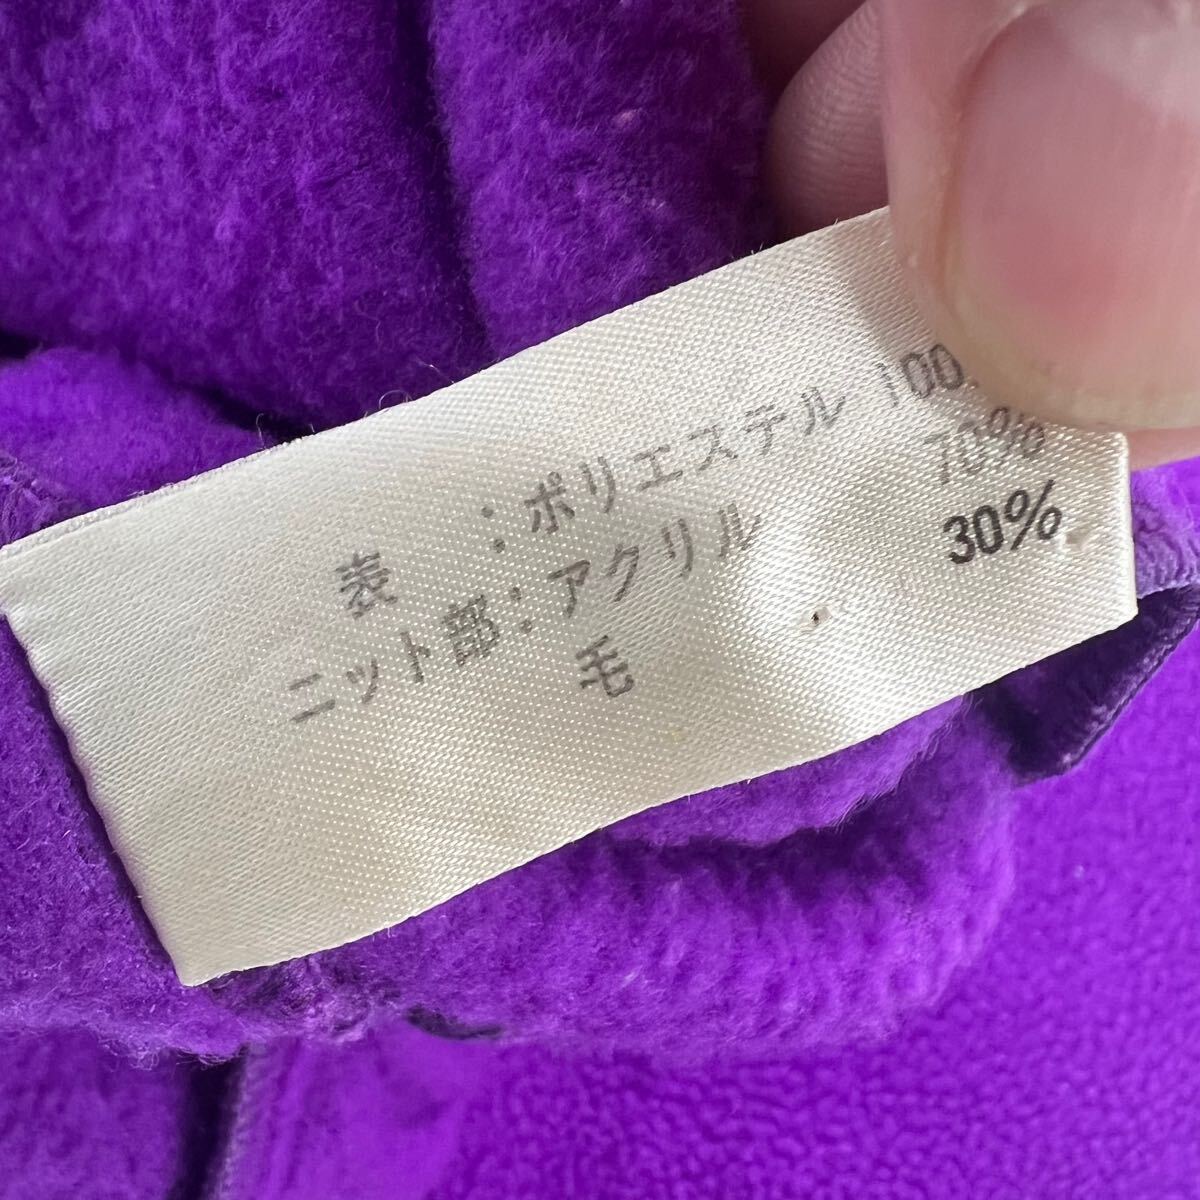 表　：ポリエステル 100
ニット部：アクリル 70%
毛 30%